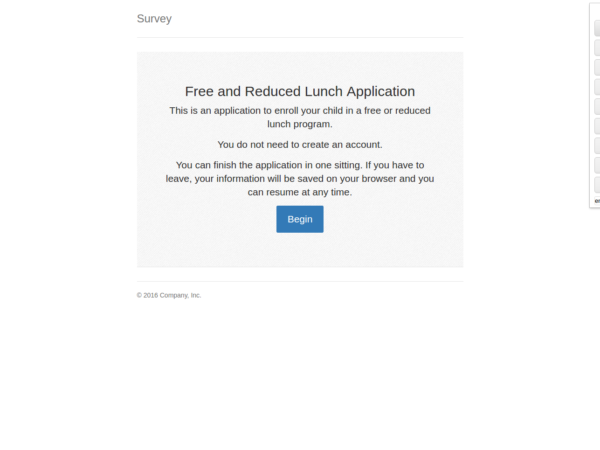 Survey
Free and Reduced Lunch Application
This is an application to enroll your child in a free or reduced
lunch program.
You do not need to create an account.
You can finish the application in one sitting. If you have to
leave, your information will be saved on your browser and you
can resume at any time.
Begin
© 2016 Company, Inc.